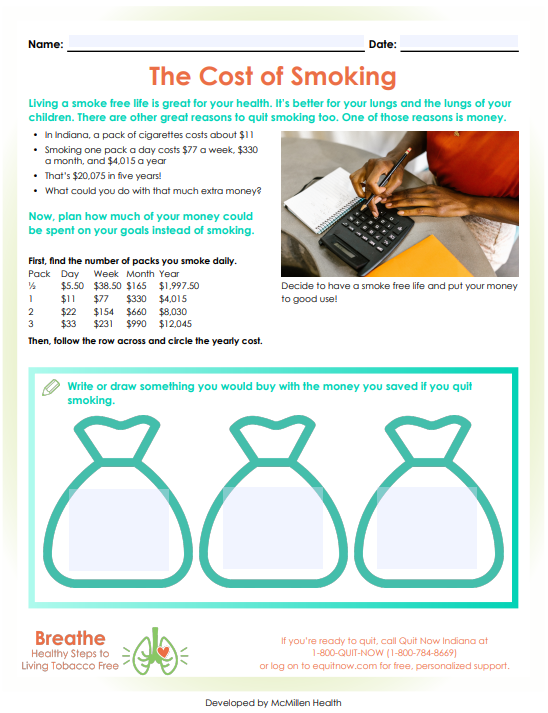 Name:
Date:
The Cost of Smoking
Living a smoke free life is great for your health. It's better for your lungs and the lungs of your
children. There are other great reasons to quit smoking too. One of those reasons is money.
• In Indiana, a pack of cigarettes costs about $11
• Smoking one pack a day costs $77 a week, $330
a month, and $4,015 a year
• That's $20,075 in five years!
• What could you do with that much extra money?
Now, plan how much of your money could
be spent on your goals instead of smoking.
First, find the number of packs you smoke daily.
Pack Day Week Month Year
½ $5.50 $38.50 $165 $1,997.50
1 $11 $77 $330 $4,015
2 $22 $154 $660 $8,030
3 $33 $231 $990 $12,045
Then, follow the row across and circle the yearly cost.
Decide to have a smoke free life and put your money
to good use!
Write or draw something you would buy with the money you saved if you quit
smoking.
Breathe
Healthy Steps to
Living Tobacco Free
If you're ready to quit, call Quit Now Indiana at
1-800-QUIT-NOW (1-800-784-8669)
or log on to equitnow.com for free, personalized support.
Developed by McMillen Health